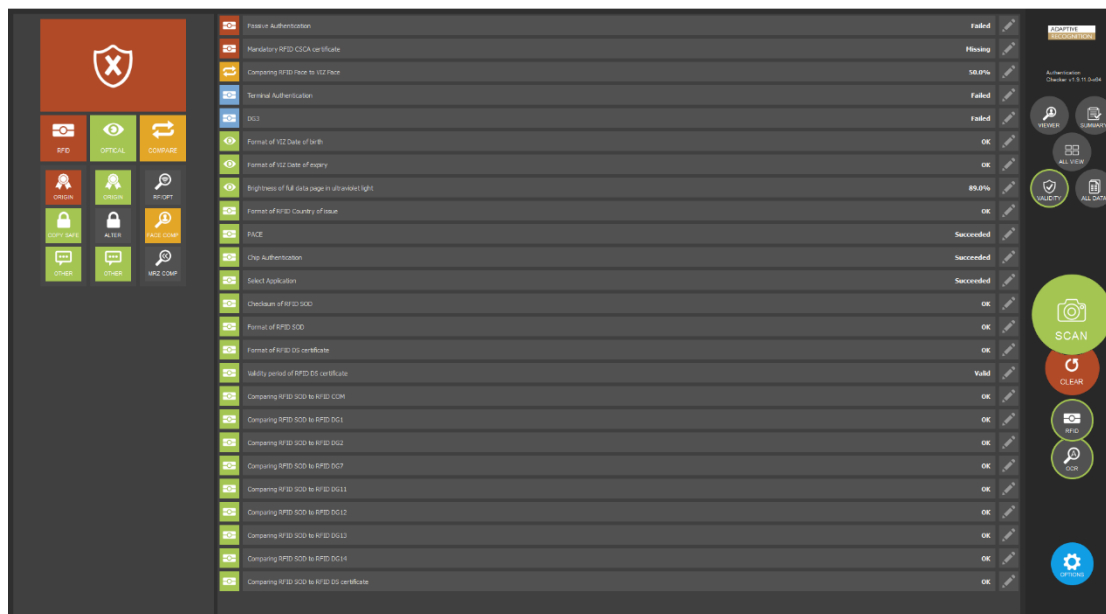 RFID
OPTICAL
COMPARE
ORIGIN
ORIGIN
RF/OPT
COPY SAFE
ALTER
FACE COMP
OTHER
OTHER
MRZ COMP
Passive Authentication Failed
Mandatory RFID CSCA certificate Missing
Comparing RFID Face to VIZ Face 50.0%
Terminal Authentication Failed
DG3 Failed
Format of VIZ Date of birth OK
Format of VIZ Date of expiry OK
Brightness of full data page in ultraviolet light 89.0%
Format of RFID Country of issue OK
PACE Succeeded
Chip Authentication Succeeded
Select Application Succeeded
Checksum of RFID SOD OK
Format of RFID SOD OK
Format of RFID DS certificate OK
Validity period of RFID DS certificate Valid
Comparing RFID SOD to RFID COM OK
Comparing RFID SOD to RFID DG1 OK
Comparing RFID SOD to RFID DG2 OK
Comparing RFID SOD to RFID DG7 OK
Comparing RFID SOD to RFID DG11 OK
Comparing RFID SOD to RFID DG12 OK
Comparing RFID SOD to RFID DG13 OK
Comparing RFID SOD to RFID DG14 OK
Comparing RFID SOD to RFID DS certificate OK
ADAPTIVE
RECOGNITION
Authentication
Checker v1.9.11.0-x64
VIEWER
SUMMARY
ALL VIEW
VALIDITY
ALL DATA
SCAN
CLEAR
RFID
OCR
OPTIONS